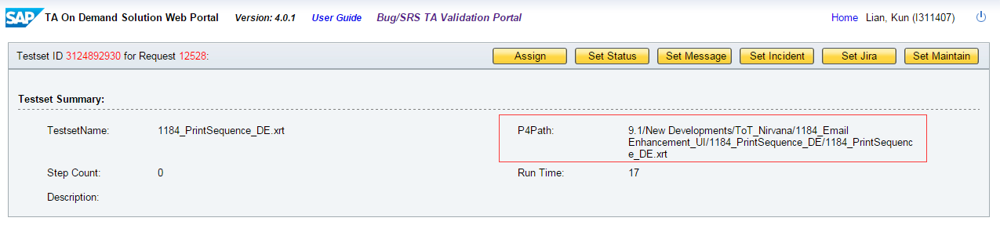 SAP TA On Demand Solution Web Portal Version: 4.0.1 User Guide Bug/SRS TA Validation Portal Home Lian, Kun (I311407)
Testset ID 3124892930 for Request 12528: Assign Set Status Set Message Set Incident Set Jira Set Maintain
Testset Summary:
TestsetName: 1184_PrintSequence_DE.xrt P4Path: 9.1/New Developments/ToT_Nirvana/1184_Email
Enhancement_UI/1184_PrintSequence_DE/1184_PrintSequenc
e_DE.xrt
Step Count: 0 Run Time: 17
Description: